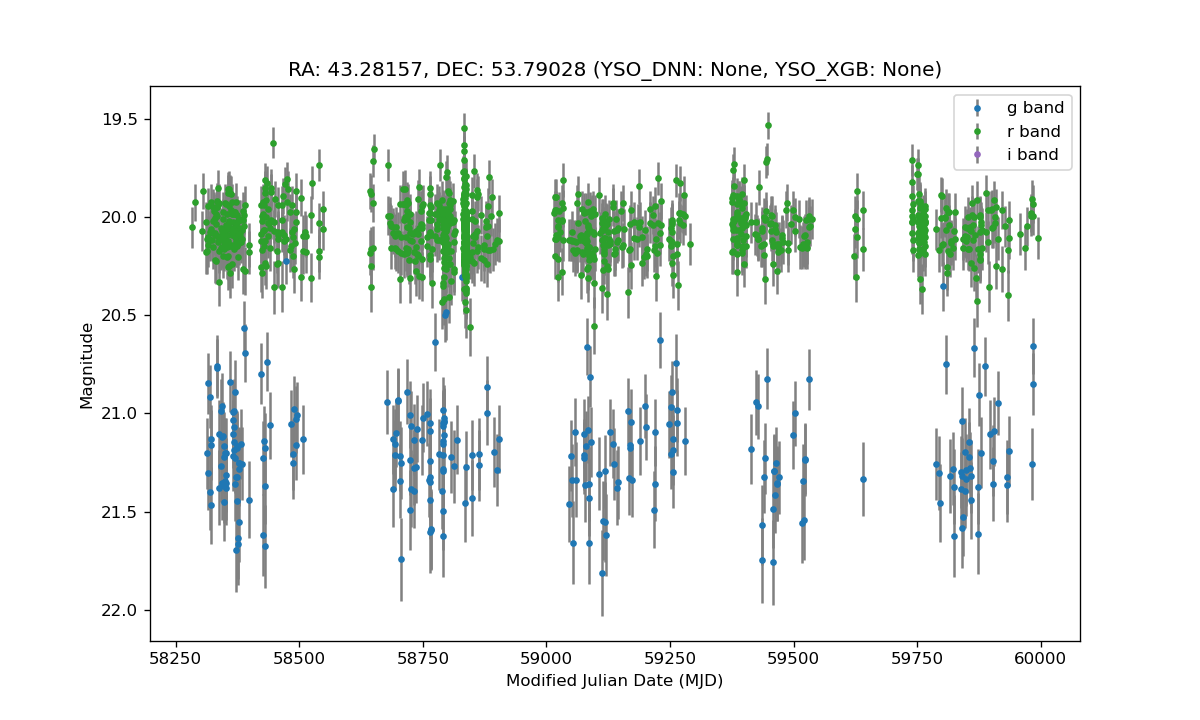 RA: 43.28157, DEC: 53.79028 (YSO_DNN: None, YSO_XGB: None)
g band
r band
i band
19.5
20.0
20.5
21.0
21.5
22.0
Magnitude
58250 58500 58750 59000 59250 59500 59750 60000
Modified Julian Date (MJD)